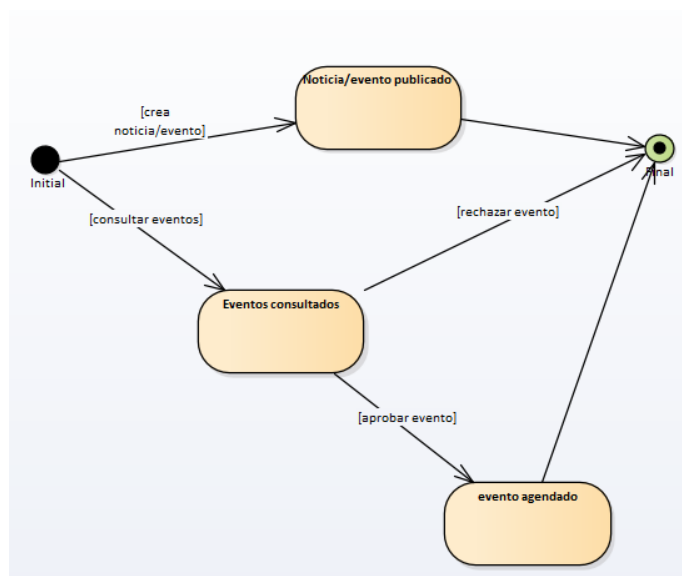 Noticia/evento publicado
[crea
noticia/evento]
Initial
Final
[consultar eventos]
[rechazar evento]
Eventos consultados
[aprobar evento]
evento agendado